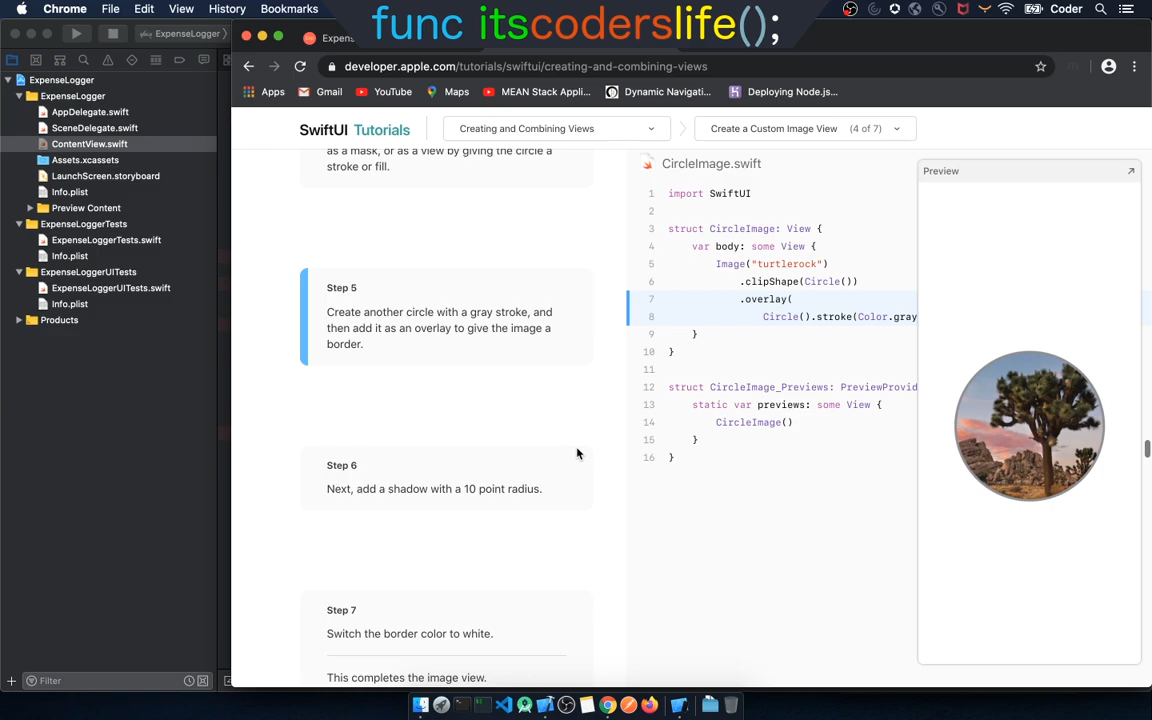 Chrome File Edit View History Bookmarks
func itscoderslife();
Coder
ExpenseLogger
Expens
developer.apple.com/tutorials/swiftui/creating-and-combining-views
Apps Gmail YouTube Maps MEAN Stack Appli... Dynamic Navigati... Deploying Node.js...
ExpenseLogger
ExpenseLogger
AppDelegate.swift
SceneDelegate.swift
ContentView.swift
Assets.xcassets
LaunchScreen.storyboard
Info.plist
Preview Content
ExpenseLoggerTests
ExpenseLoggerTests.swift
Info.plist
ExpenseLoggerUITests
ExpenseLoggerUITests.swift
Info.plist
Products
Filter
SwiftUI Tutorials
Creating and Combining Views
Create a Custom Image View (4 of 7)
as a mask, or as a view by giving the circle a
stroke or fill.
Step 5
Create another circle with a gray stroke, and
then add it as an overlay to give the image a
border.
Step 6
Next, add a shadow with a 10 point radius.
Step 7
Switch the border color to white.
This completes the image view.
CircleImage.swift
1 import SwiftUI
2
3 struct CircleImage: View {
4 var body: some View {
5 Image("turtlerock")
6 .clipShape(Circle())
7 .overlay(
8 Circle().stroke(Color.gray
9 }
10 }
11
12 struct CircleImage_Previews: PreviewProvid
13 static var previews: some View {
14 CircleImage()
15 }
16 }
Preview